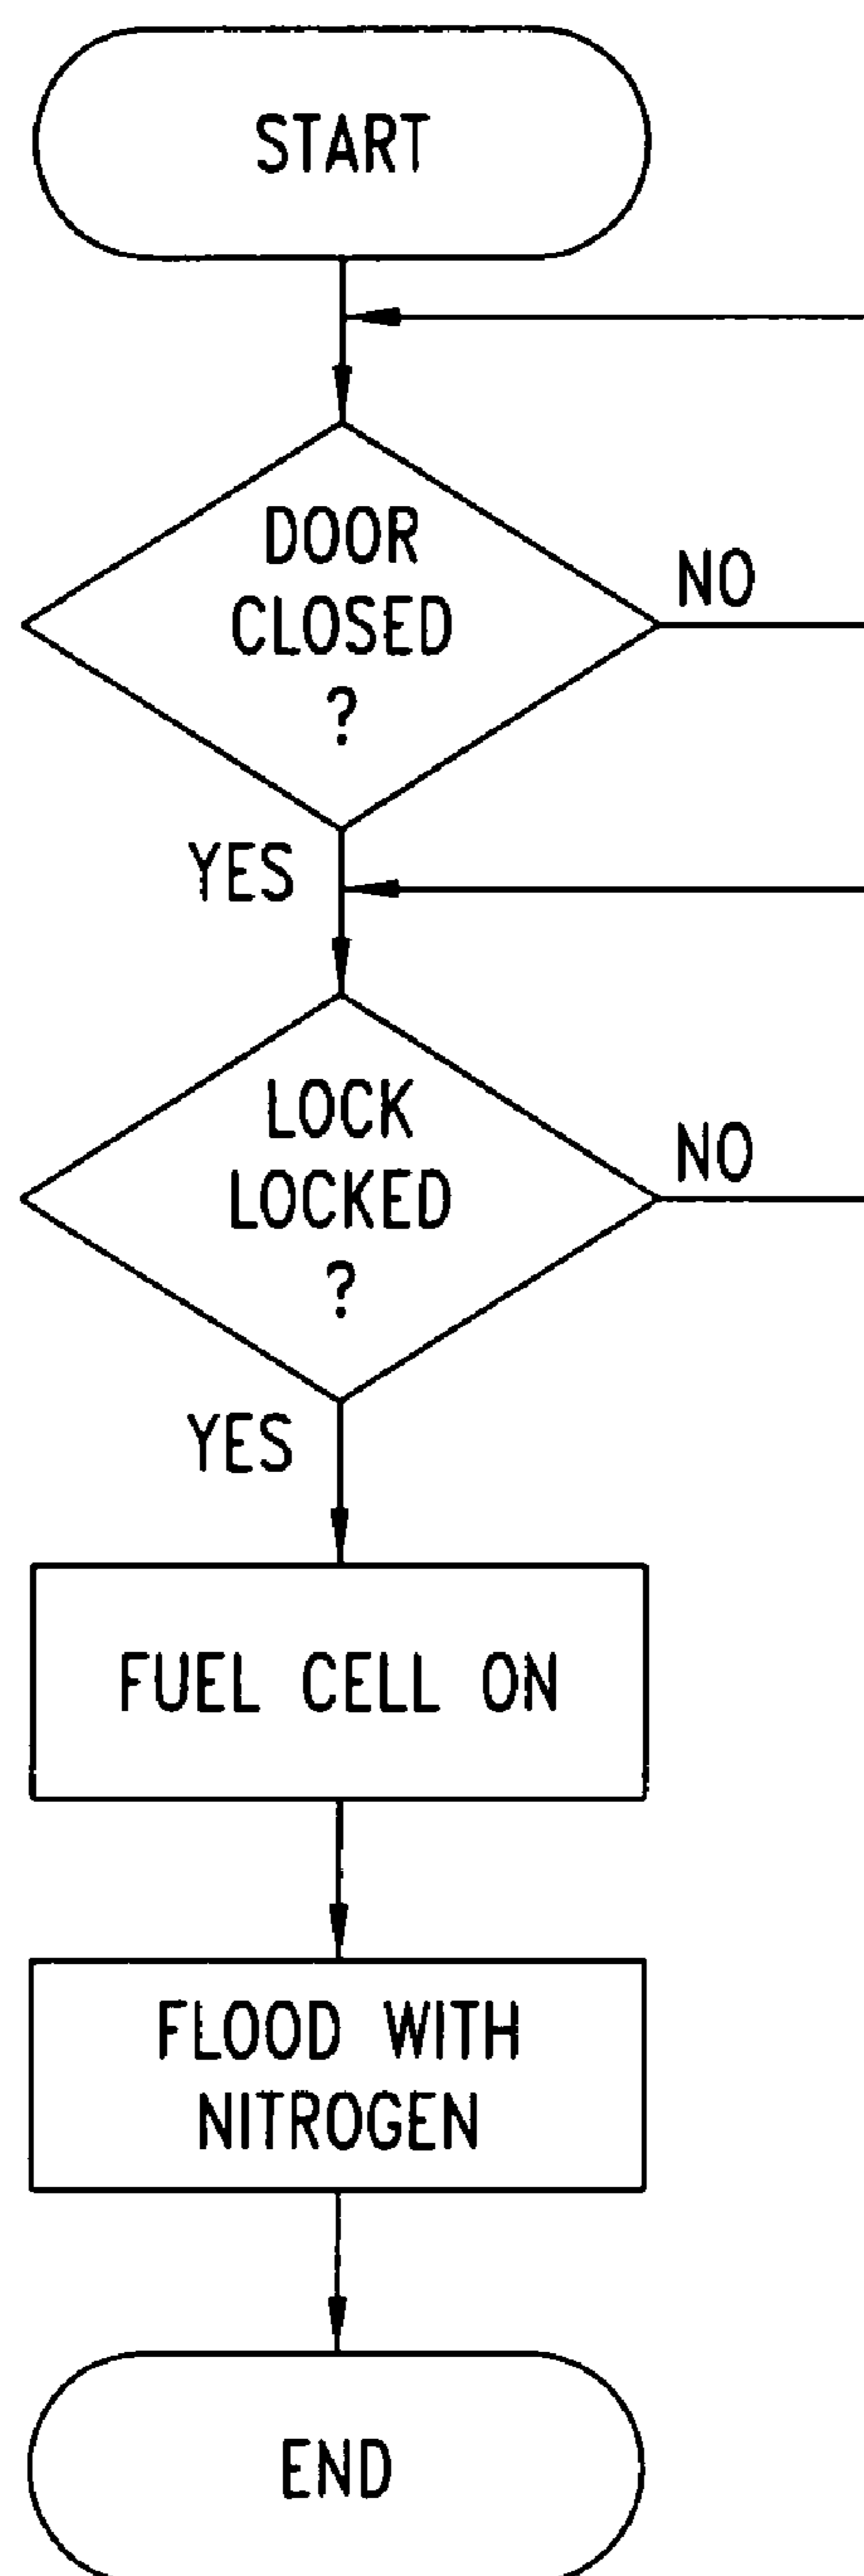 START
DOOR
CLOSED
?
NO
YES
LOCK
LOCKED
?
NO
YES
FUEL CELL ON
FLOOD WITH
NITROGEN
END